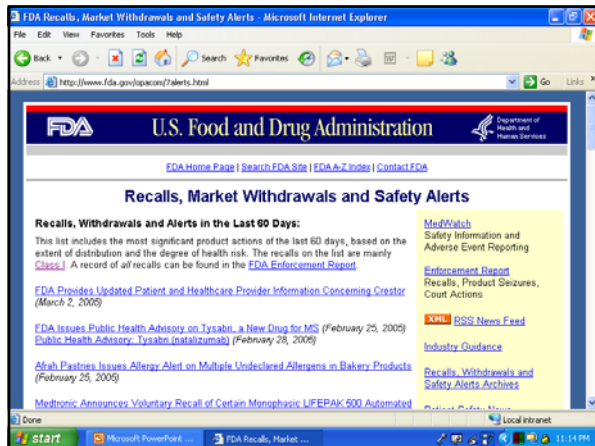 FDA Recalls, Market Withdrawals and Safety Alerts - Microsoft Internet Explorer
File Edit View Favorites Tools Help
Back Search Favorites
Address http://www.fda.gov/opacom/7alerts.html Go Links
FDA U.S. Food and Drug Administration
Department of
Health and
Human Services
FDA Home Page | Search FDA Site | FDA A-Z Index | Contact FDA
Recalls, Market Withdrawals and Safety Alerts
Recalls, Withdrawals and Alerts in the Last 60 Days:
This list includes the most significant product actions of the last 60 days, based on the
extent of distribution and the degree of health risk. The recalls on the list are mainly
Class I. A record of all recalls can be found in the FDA Enforcement Report.
FDA Provides Updated Patient and Healthcare Provider Information Concerning Crestor
(March 2, 2005)
FDA Issues Public Health Advisory on Tysabri, a New Drug for MS (February 25, 2005)
Public Health Advisory: Tysabri (natalizumab) (February 28, 2005)
Afrah Pastries Issues Allergy Alert on Multiple Undeclared Allergens in Bakery Products
(February 25, 2005)
Medtronic Announces Voluntary Recall of Certain Monophasic LIFEPAK 500 Automated
MedWatch
Safety Information and
Adverse Event Reporting
Enforcement Report
Recalls, Product Seizures,
Court Actions
XML RSS News Feed
Industry Guidance
Recalls, Withdrawals and
Safety Alerts Archives
Patient Safety News
Done Local intranet
start Microsoft PowerPoint ... FDA Recalls, Market ... 11:14 PM